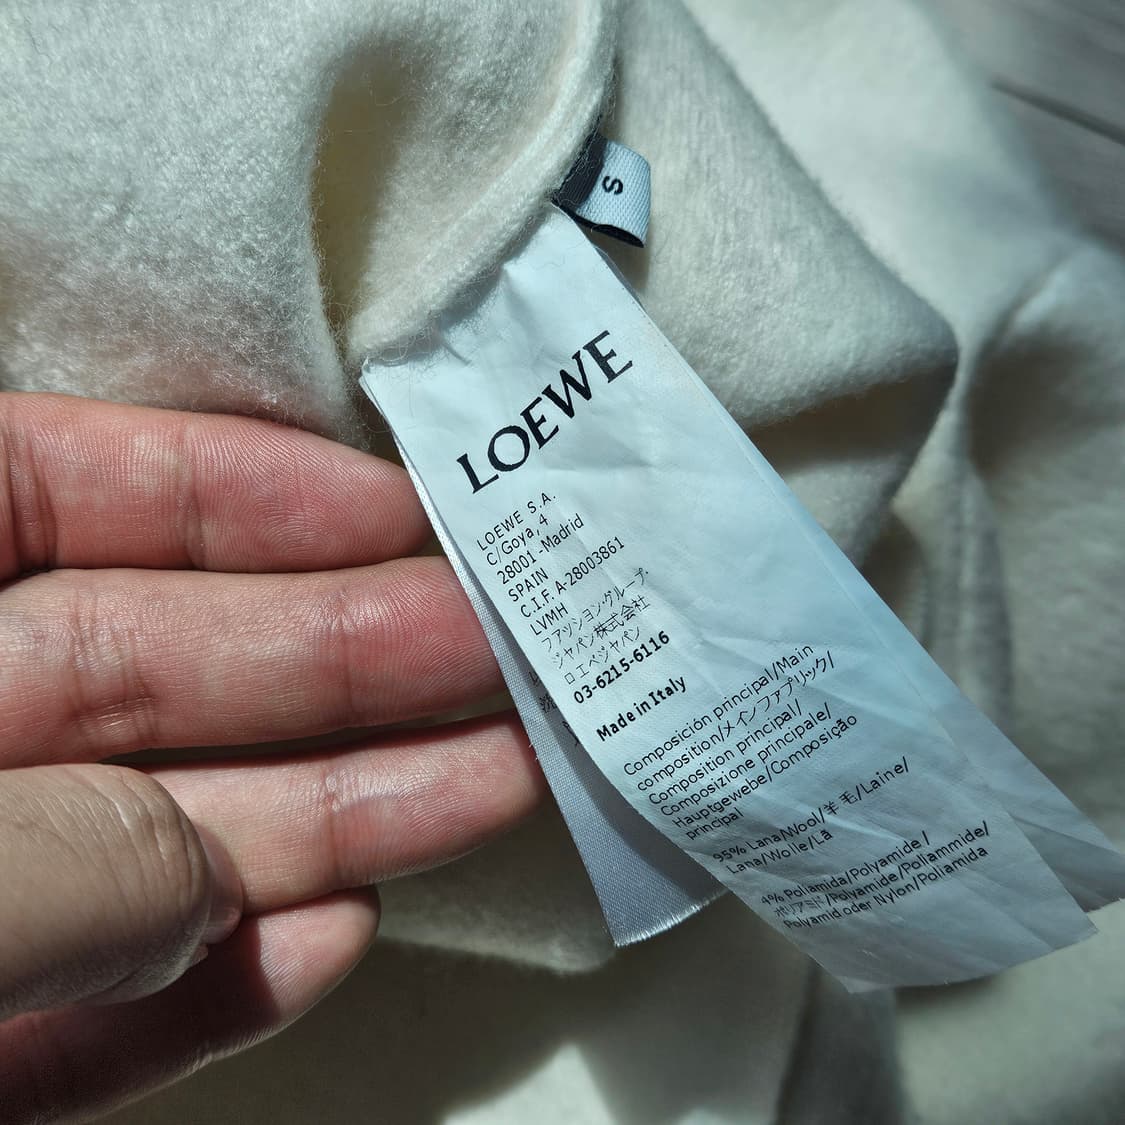 S
LOEWE
LOEWE S.A.
C/Goya, 4
28001 -Madrid
SPAIN
C.I.F. A-28003861
LVMH
ファッション・グループ・
ジャパン株式会社
ロエベジャパン
03-6215-6116
Made in Italy
Composición principal/Main
composition/メインファブリック/
Composition principal/
Composizione principale/
Hauptgewebe/Composição
principal
95% Lana/Wool/羊 毛/Laine/
Lana/Wolle/Lã
4% Poliamida/Polyamide/
ポリアミド/Polyamide/Poliammide/
Polyamid oder Nylon/Poliamida